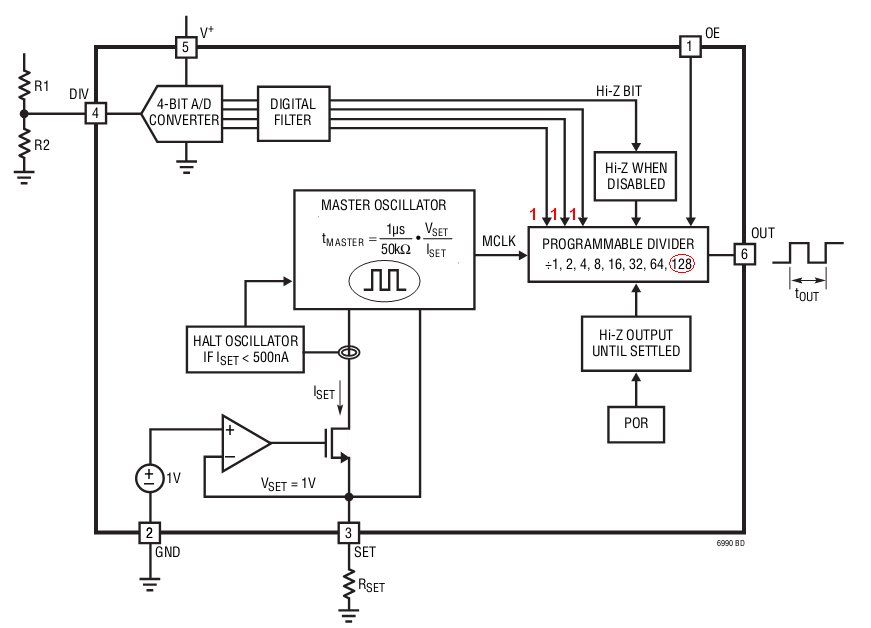 V+
5
1
OE
R1
DIV
4
R2
4-BIT A/D
CONVERTER
DIGITAL
FILTER
Hi-Z BIT
Hi-Z WHEN
DISABLED
MASTER OSCILLATOR
tMASTER = 1µs/50kΩ • VSET/ISET
MCLK
1 1 1
PROGRAMMABLE DIVIDER
÷1, 2, 4, 8, 16, 32, 64, 128
OUT
6
tOUT
HALT OSCILLATOR
IF ISET < 500nA
Hi-Z OUTPUT
UNTIL SETTLED
ISET
POR
+
−
+
−
1V
VSET = 1V
2
GND
3
SET
6990 BD
RSET